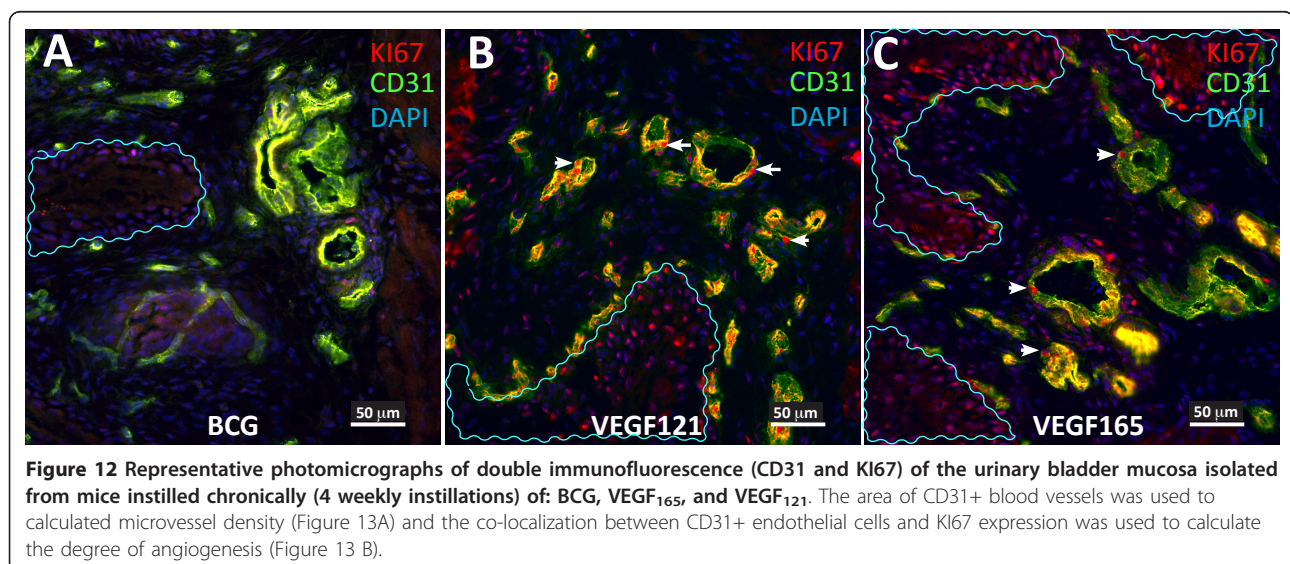 A
KI67
CD31
DAPI
50 μm
BCG
B
KI67
CD31
DAPI
50 μm
VEGF121
C
KI67
CD31
DAPI
50 μm
VEGF165
Figure 12 Representative photomicrographs of double immunofluorescence (CD31 and KI67) of the urinary bladder mucosa isolated
from mice instilled chronically (4 weekly instillations) of: BCG, VEGF₁₆₅, and VEGF₁₂₁. The area of CD31+ blood vessels was used to
calculated microvessel density (Figure 13A) and the co-localization between CD31+ endothelial cells and KI67 expression was used to calculate
the degree of angiogenesis (Figure 13 B).